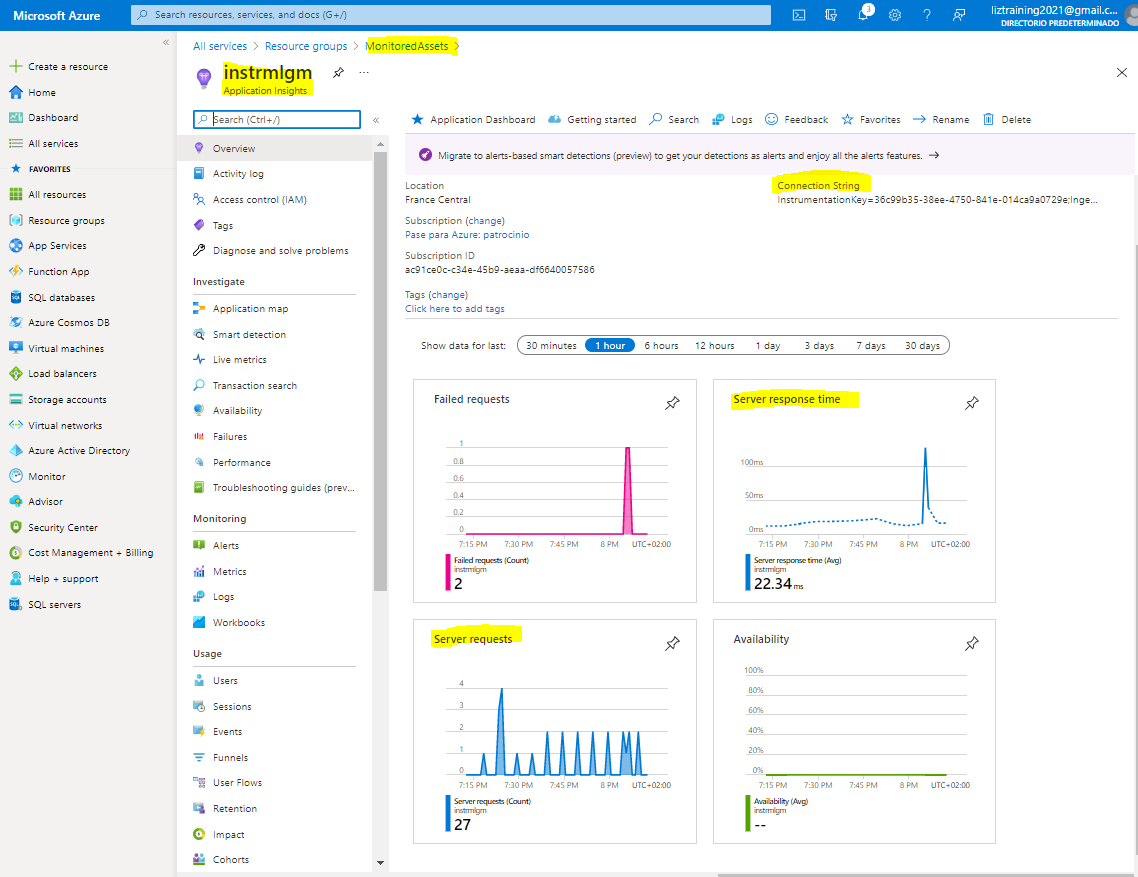 Microsoft Azure
Search resources, services, and docs (G+/)
3
liztraining2021@gmail.c...
DIRECTORIO PREDETERMINADO
Create a resource
Home
Dashboard
All services
FAVORITES
All resources
Resource groups
App Services
Function App
SQL databases
Azure Cosmos DB
Virtual machines
Load balancers
Storage accounts
Virtual networks
Azure Active Directory
Monitor
Advisor
Security Center
Cost Management + Billing
Help + support
SQL servers
All services > Resource groups > MonitoredAssets >
instrmlgm
Application Insights
Search (Ctrl+/)
Overview
Activity log
Access control (IAM)
Tags
Diagnose and solve problems
Investigate
Application map
Smart detection
Live metrics
Transaction search
Availability
Failures
Performance
Troubleshooting guides (prev...
Monitoring
Alerts
Metrics
Logs
Workbooks
Usage
Users
Sessions
Events
Funnels
User Flows
Retention
Impact
Cohorts
Application Dashboard Getting started Search Logs Feedback Favorites Rename Delete
Migrate to alerts-based smart detections (preview) to get your detections as alerts and enjoy all the alerts features. →
Location
France Central
Subscription (change)
Pase para Azure: patrocinio
Subscription ID
ac91ce0c-c34e-45b9-aeaa-df6640057586
Tags (change)
Click here to add tags
Connection String
InstrumentationKey=36c99b35-38ee-4750-841e-014ca9a0729e;Inge...
Show data for last: 30 minutes 1 hour 6 hours 12 hours 1 day 3 days 7 days 30 days
Failed requests
1
0.8
0.6
0.4
0.2
0
7:15 PM 7:30 PM 7:45 PM 8 PM UTC+02:00
Failed requests (Count)
instrmlgm
2
Server response time
100ms
50ms
0ms
7:15 PM 7:30 PM 7:45 PM 8 PM UTC+02:00
Server response time (Avg)
instrmlgm
22.34 ms
Server requests
4
3
2
1
0
7:15 PM 7:30 PM 7:45 PM 8 PM UTC+02:00
Server requests (Count)
instrmlgm
27
Availability
100%
80%
60%
40%
20%
0%
7:15 PM 7:30 PM 7:45 PM 8 PM UTC+02:00
Availability (Avg)
instrmlgm
--